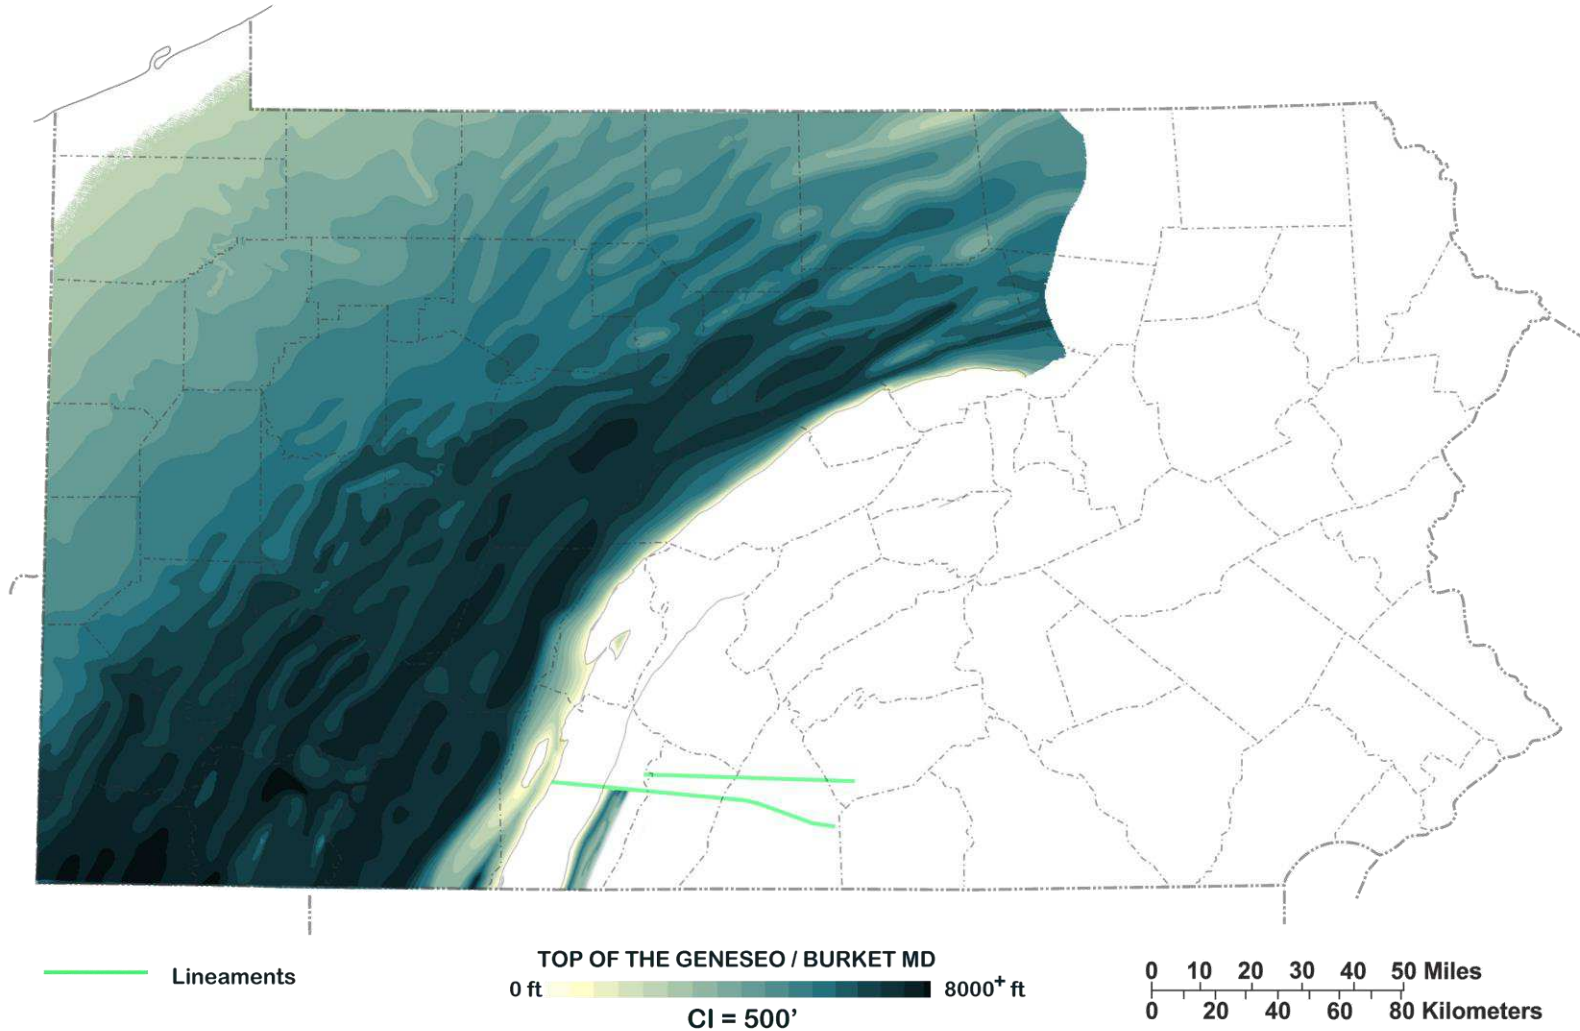 Lineaments
TOP OF THE GENESEO / BURKET MD
0 ft 8000+ ft
CI = 500'
0 10 20 30 40 50 Miles
0 20 40 60 80 Kilometers